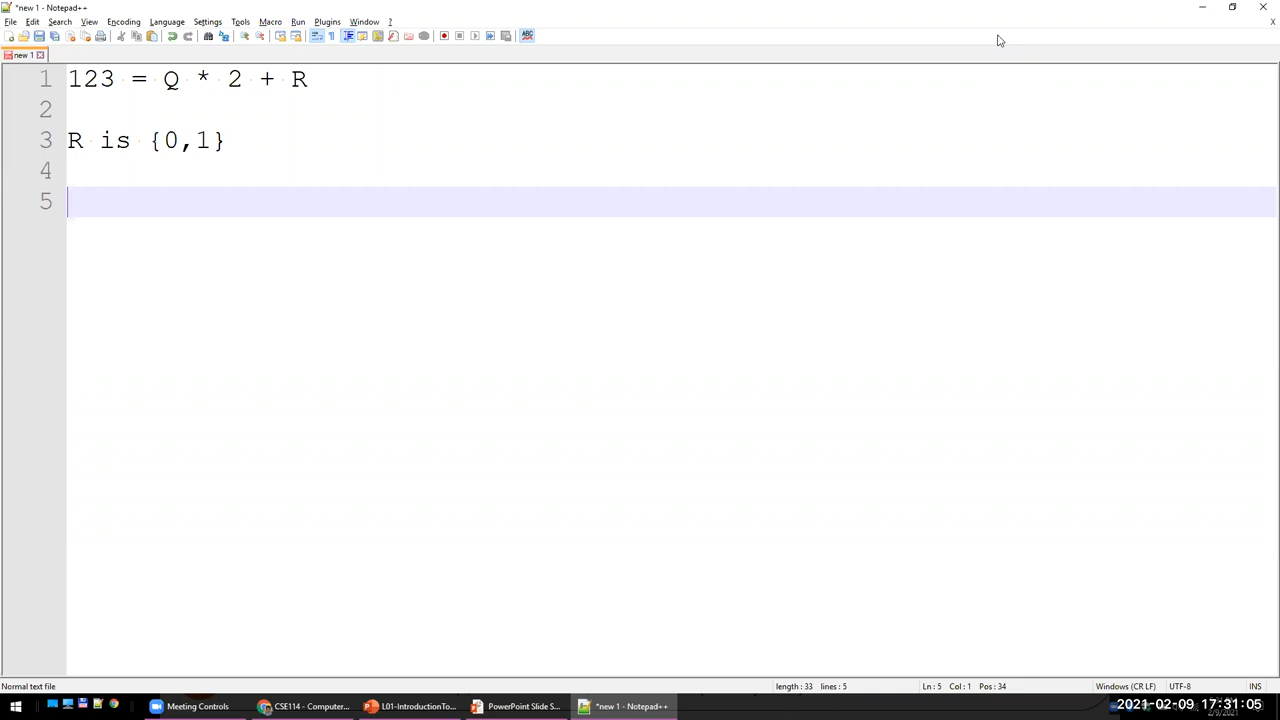 *new 1 - Notepad++
File Edit Search View Encoding Language Settings Tools Macro Run Plugins Window ?
new 1
1 123 = Q * 2 + R
2
3 R is {0,1}
4
5
Normal text file length : 33 lines : 5 Ln : 5 Col : 1 Pos : 34 Windows (CR LF) UTF-8 INS
Meeting Controls CSE114 - Computer... L01-IntroductionTo... PowerPoint Slide S... *new 1 - Notepad++ 2021-02-09 17:31:05
2/9/2021